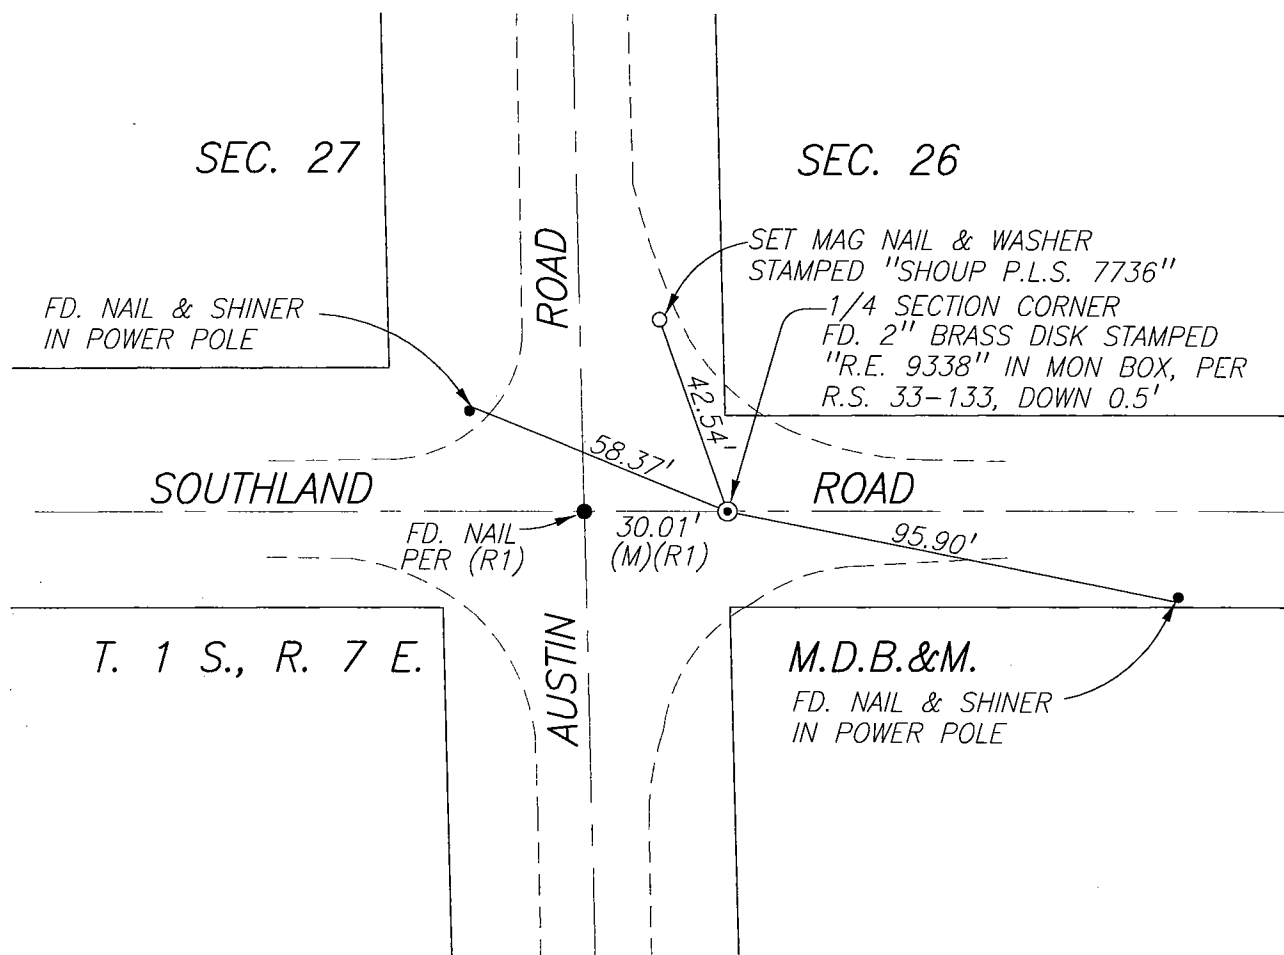 SEC. 27
SEC. 26
ROAD
SET MAG NAIL & WASHER
STAMPED "SHOUP P.L.S. 7736"
FD. NAIL & SHINER
IN POWER POLE
1/4 SECTION CORNER
FD. 2" BRASS DISK STAMPED
"R.E. 9338" IN MON BOX, PER
R.S. 33-133, DOWN 0.5'
42.54'
58.37'
SOUTHLAND
ROAD
FD. NAIL
PER (R1)
30.01'
(M)(R1)
95.90'
AUSTIN
T. 1 S., R. 7 E.
M.D.B.&M.
FD. NAIL & SHINER
IN POWER POLE